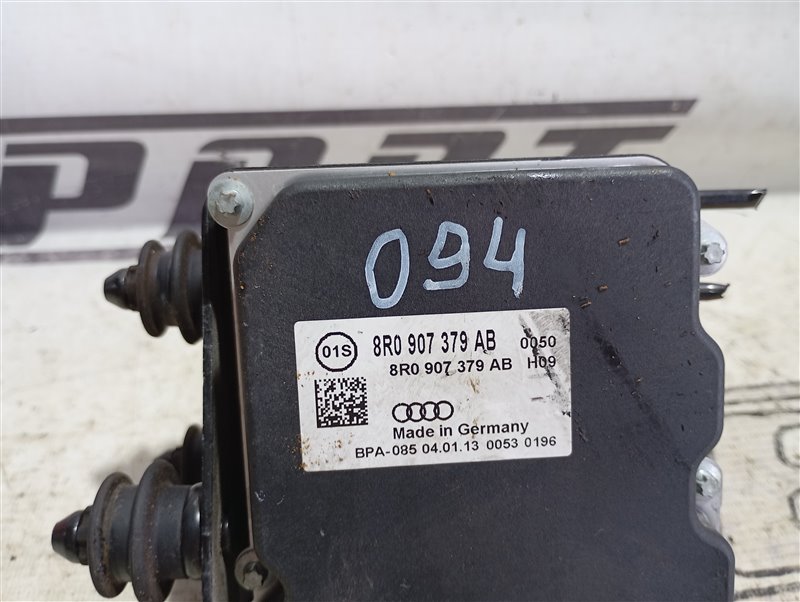 094
01S
8R0 907 379 AB 0050
8R0 907 379 AB H09
Made in Germany
BPA-085 04.01.13 0053 0196